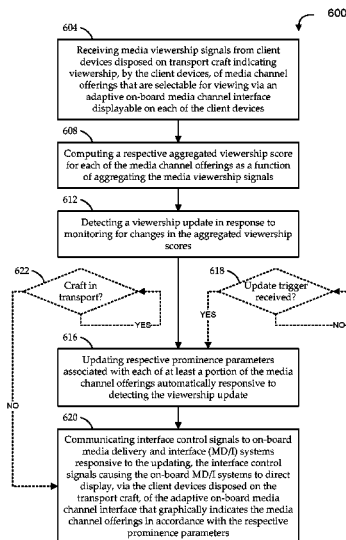 600
604
Receiving media viewership signals from client
devices disposed on transport craft indicating
viewership, by the client devices, of media channel
offerings that are selectable for viewing via an
adaptive on-board media channel interface
displayable on each of the client devices
608
Computing a respective aggregated viewership score
for each of the media channel offerings as a function
of aggregating the media viewership signals
612
Detecting a viewership update in response to
monitoring for changes in the aggregated viewership
scores
622
Craft in
transport?
YES
NO
618
Update trigger
received?
YES
NO
616
Updating respective prominence parameters
associated with each of at least a portion of the media
channel offerings automatically responsive to
detecting the viewership update
620
Communicating interface control signals to on-board
media delivery and interface (MD/I) systems
responsive to the updating, the interface control
signals causing the on-board MD/I systems to direct
display, via the client devices disposed on the
transport craft, of the adaptive on-board media
channel interface that graphically indicates the media
channel offerings in accordance with the respective
prominence parameters